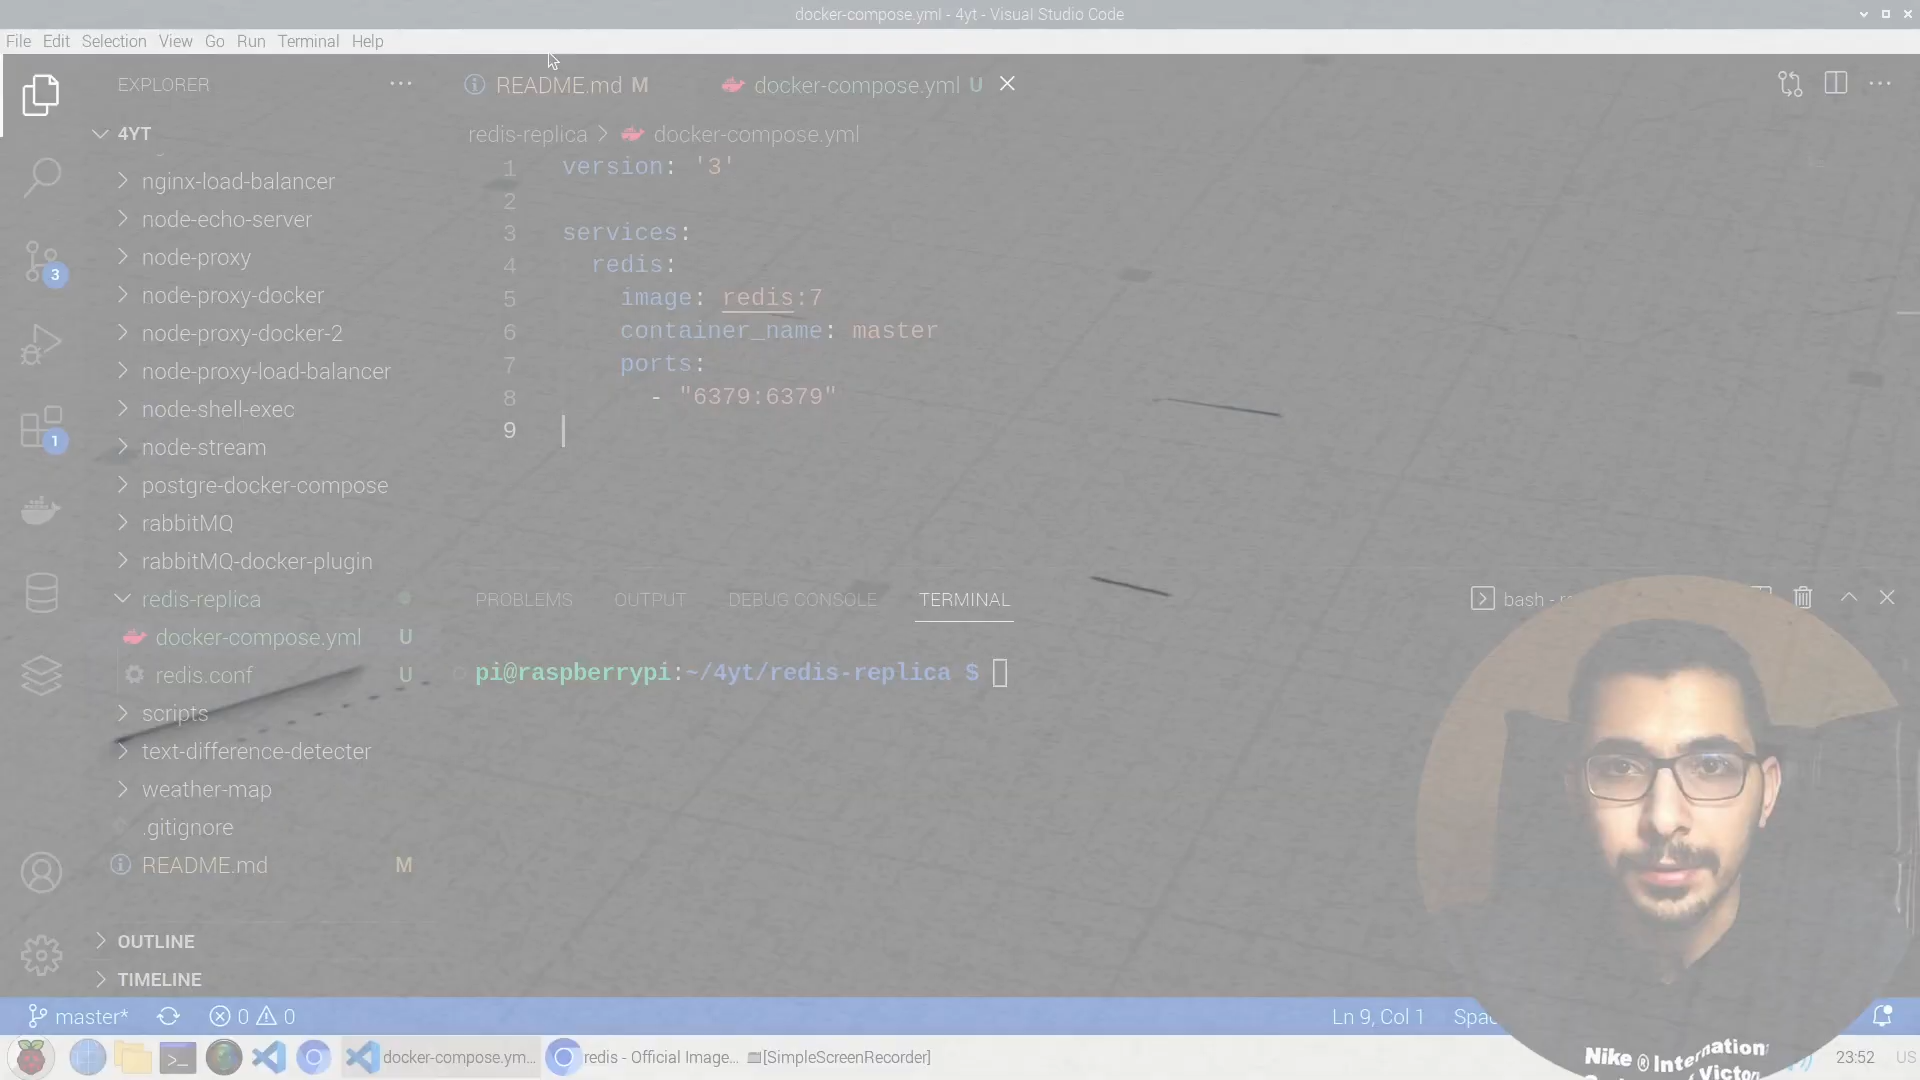 docker-compose.yml - 4yt - Visual Studio Code
File Edit Selection View Go Run Terminal Help
EXPLORER
README.md M
docker-compose.yml U
4YT
redis-replica > docker-compose.yml
nginx-load-balancer
node-echo-server
node-proxy
node-proxy-docker
node-proxy-docker-2
node-proxy-load-balancer
node-shell-exec
node-stream
postgre-docker-compose
rabbitMQ
rabbitMQ-docker-plugin
redis-replica
docker-compose.yml U
redis.conf U
scripts
text-difference-detecter
weather-map
.gitignore
README.md M
OUTLINE
TIMELINE
3
1
1 version: '3'
2
3 services:
4 redis:
5 image: redis:7
6 container_name: master
7 ports:
8 - "6379:6379"
9
PROBLEMS OUTPUT DEBUG CONSOLE TERMINAL
bash -
pi@raspberrypi:~/4yt/redis-replica $
master* 0 0
Ln 9, Col 1
docker-compose.ym...
redis - Official Image...
[SimpleScreenRecorder]
23:52
US
Nike ® International
Victor